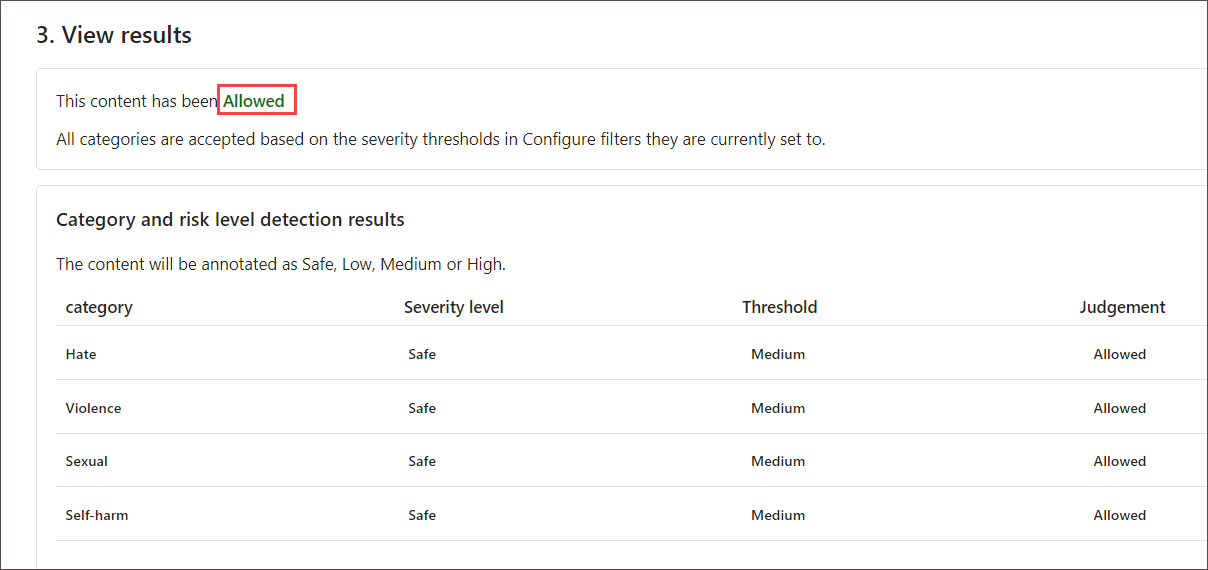 3. View results
This content has been Allowed
All categories are accepted based on the severity thresholds in Configure filters they are currently set to.
Category and risk level detection results
The content will be annotated as Safe, Low, Medium or High.
category Severity level Threshold Judgement
Hate Safe Medium Allowed
Violence Safe Medium Allowed
Sexual Safe Medium Allowed
Self-harm Safe Medium Allowed